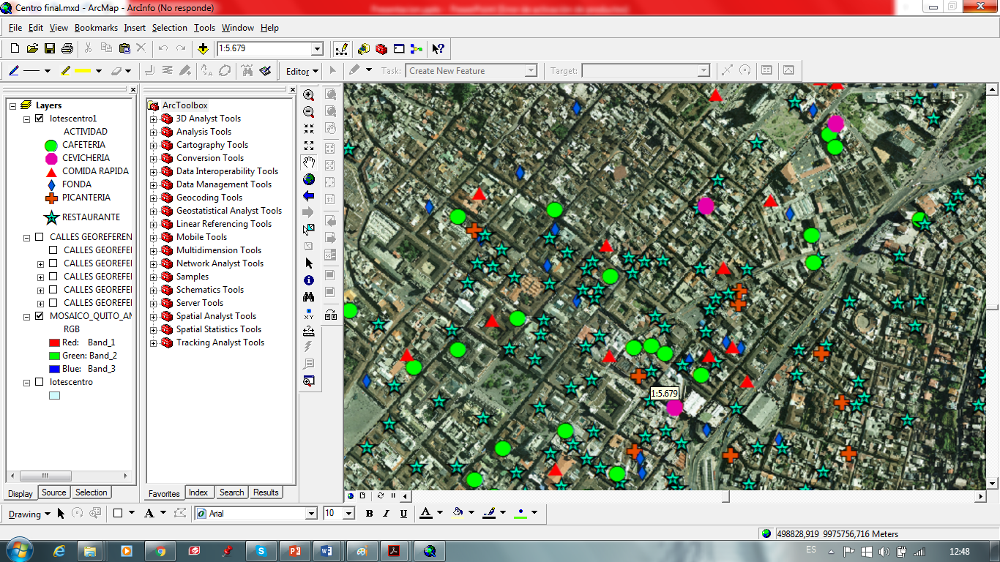 Centro final.mxd - ArcMap - ArcInfo (No responde)
File Edit View Bookmarks Insert Selection Tools Window Help
1:5.679
Editor Task: Create New Feature Target:
Layers
lotescentro1
ACTIVIDAD
CAFETERIA
CEVICHERIA
COMIDA RAPIDA
FONDA
PICANTERIA
RESTAURANTE
CALLES GEOREFEREN
CALLES GEOREFEI
CALLES GEOREFEI
CALLES GEOREFEI
CALLES GEOREFEI
CALLES GEOREFEI
MOSAICO_QUITO_AN
RGB
Red: Band_1
Green: Band_2
Blue: Band_3
lotescentro
Display Source Selection
ArcToolbox
3D Analyst Tools
Analysis Tools
Cartography Tools
Conversion Tools
Data Interoperability Tools
Data Management Tools
Geocoding Tools
Geostatistical Analyst Tools
Linear Referencing Tools
Mobile Tools
Multidimension Tools
Network Analyst Tools
Samples
Schematics Tools
Server Tools
Spatial Analyst Tools
Spatial Statistics Tools
Tracking Analyst Tools
Favorites Index Search Results
1:1
XY
1:5.679
Drawing A Arial 10 B I U A
498828,919 9975756,716 Meters
ES 12:48